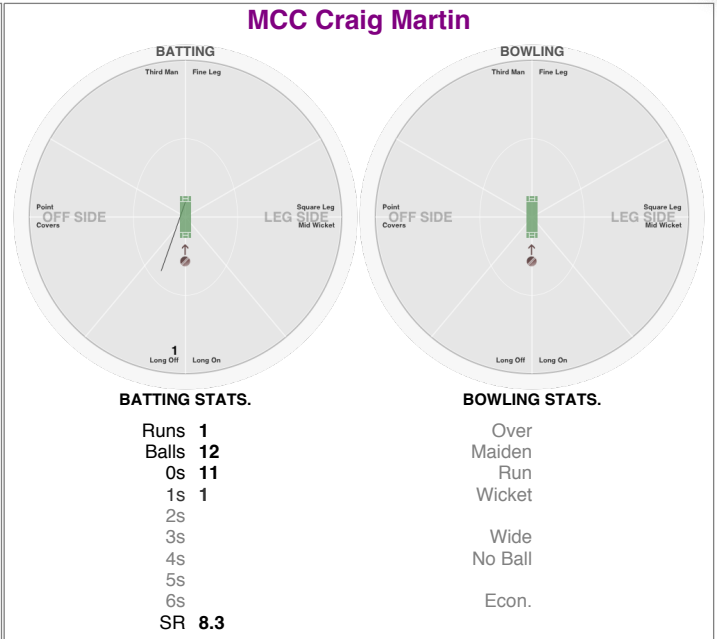 MCC Craig Martin
BATTING
Third Man Fine Leg
Point Square Leg
OFF SIDE LEG SIDE
Covers Mid Wicket
1
Long Off Long On
BATTING STATS.
Runs 1
Balls 12
0s 11
1s 1
2s
3s
4s
5s
6s
SR 8.3
BOWLING
Third Man Fine Leg
Point Square Leg
OFF SIDE LEG SIDE
Covers Mid Wicket
Long Off Long On
BOWLING STATS.
Over
Maiden
Run
Wicket
Wide
No Ball
Econ.